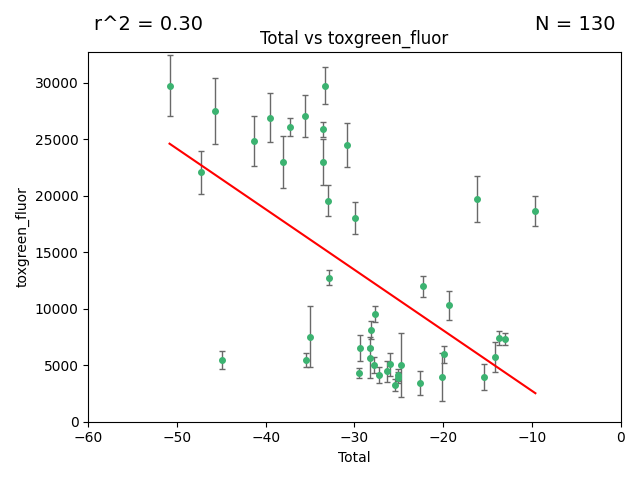 r^2 = 0.30
N = 130
Total vs toxgreen_fluor
30000
25000
20000
15000
10000
5000
0
toxgreen_fluor
−60
−50
−40
−30
−20
−10
0
Total